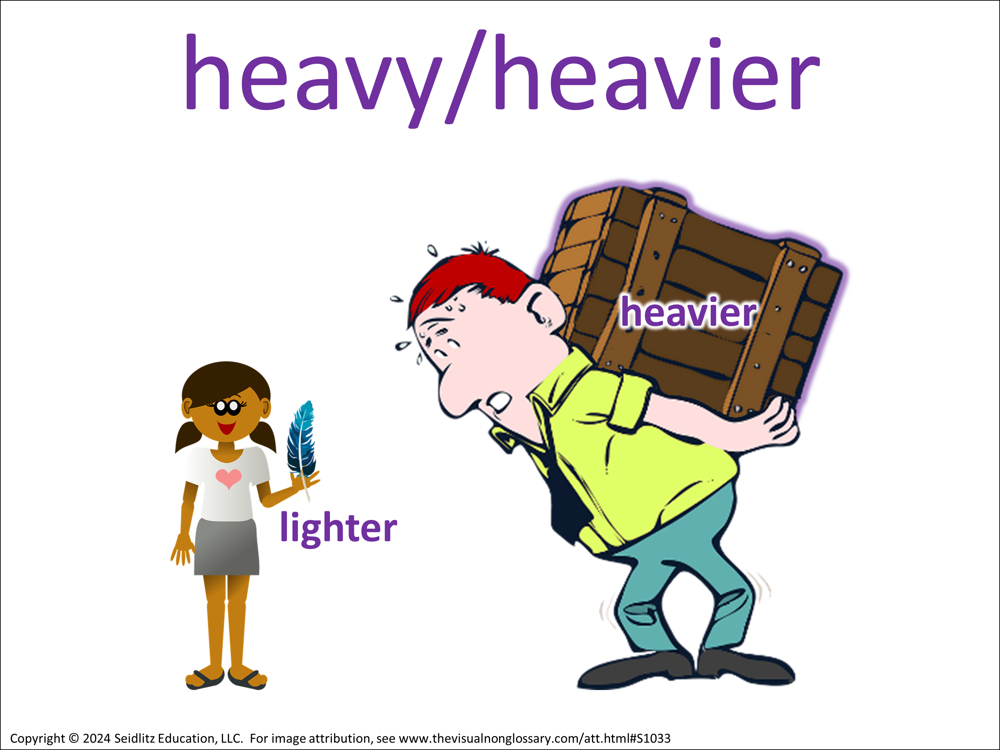 heavy/heavier
heavier
lighter
Copyright © 2024 Seidlitz Education, LLC.  For image attribution, see www.thevisualnonglossary.com/att.html#S1033